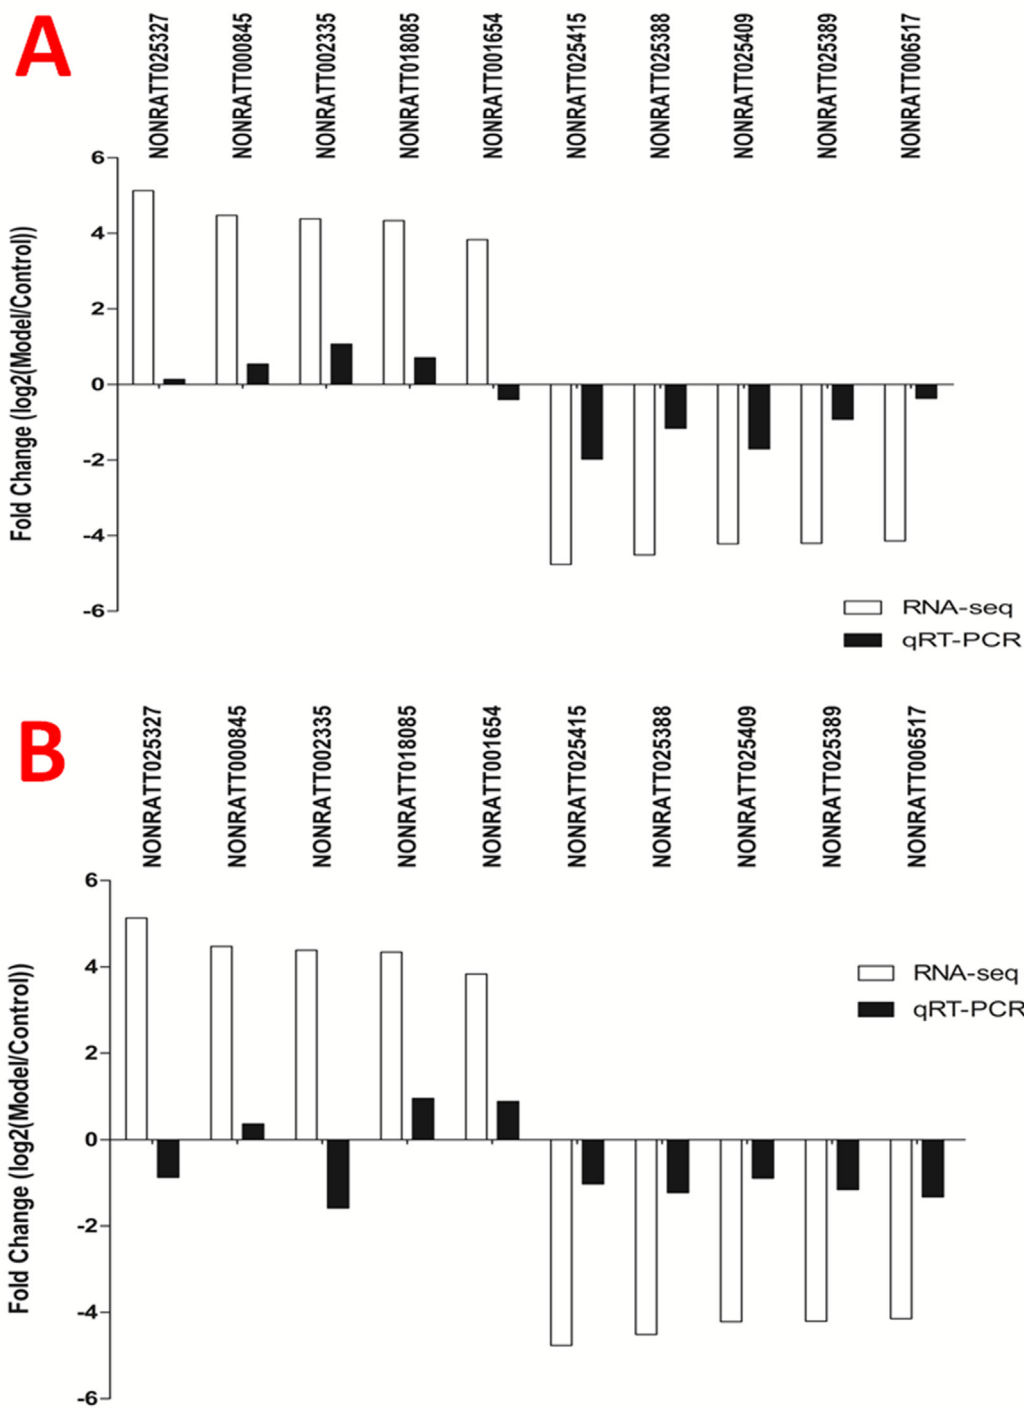 A
NONRATT025327
NONRATT000845
NONRATT002335
NONRATT018085
NONRATT001654
NONRATT025415
NONRATT025388
NONRATT025409
NONRATT025389
NONRATT006517
Fold Change (log2(Model/Control))
6
4
2
0
-2
-4
-6
RNA-seq
qRT-PCR
B
NONRATT025327
NONRATT000845
NONRATT002335
NONRATT018085
NONRATT001654
NONRATT025415
NONRATT025388
NONRATT025409
NONRATT025389
NONRATT006517
Fold Change (log2(Model/Control))
6
4
2
0
-2
-4
-6
RNA-seq
qRT-PCR